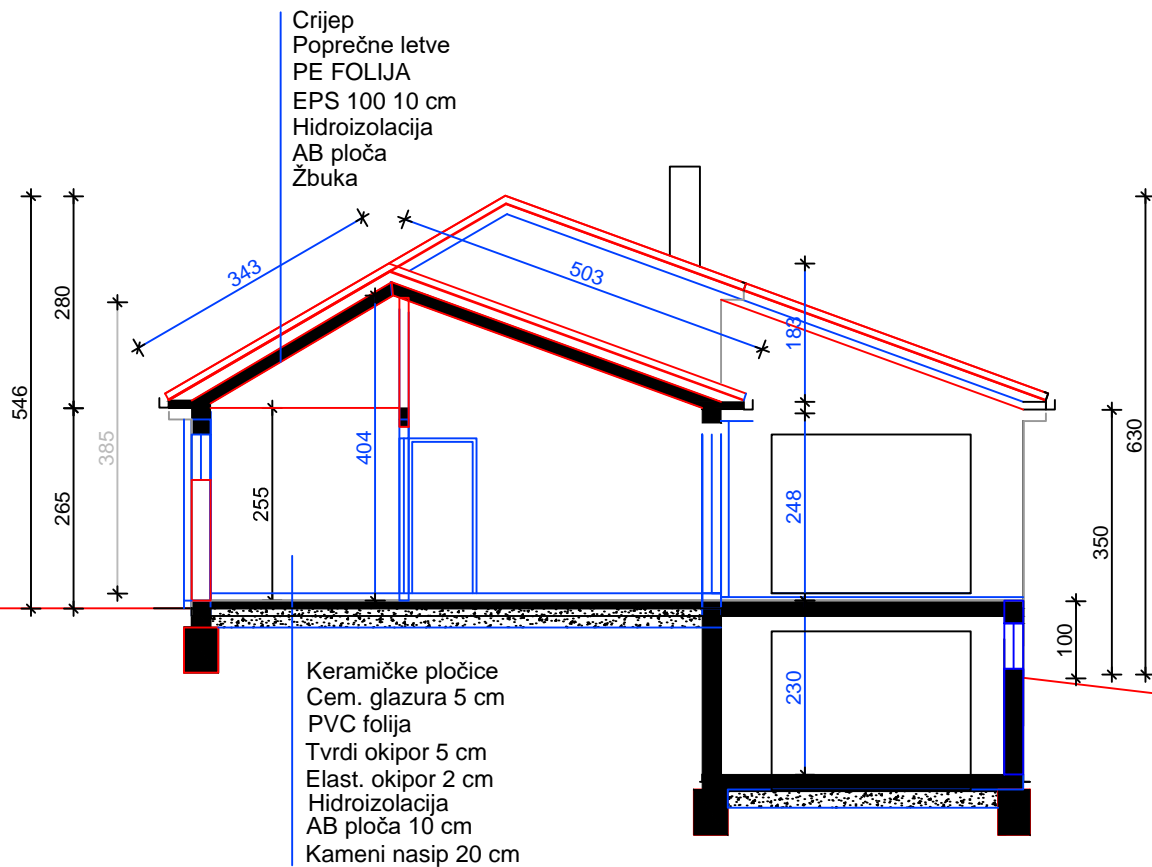 Crijep
Poprečne letve
PE FOLIJA
EPS 100 10 cm
Hidroizolacija
AB ploča
Žbuka
343
503
280
183
546
385
404
630
265
255
248
350
100
230
Keramičke pločice
Cem. glazura 5 cm
PVC folija
Tvrdi okipor 5 cm
Elast. okipor 2 cm
Hidroizolacija
AB ploča 10 cm
Kameni nasip 20 cm